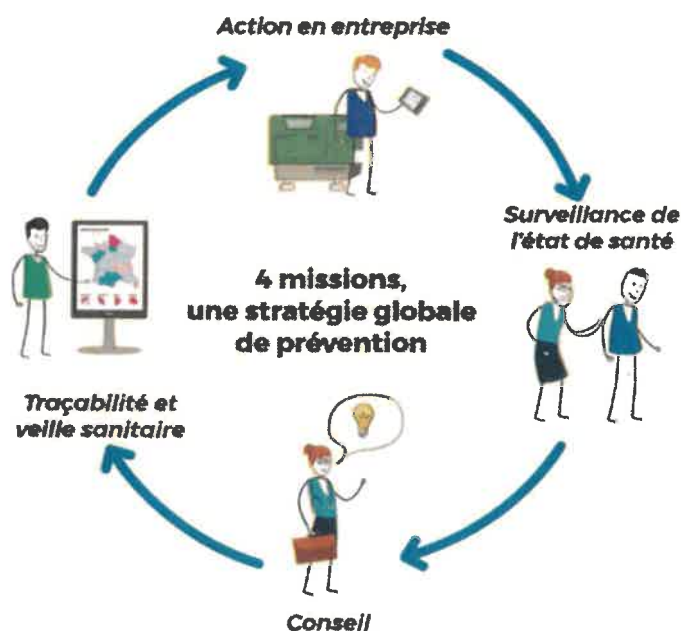 Action en entreprise
Surveillance de
l'état de santé
4 missions,
une stratégie globale
de prévention
Traçabilité et
veille sanitaire
Conseil